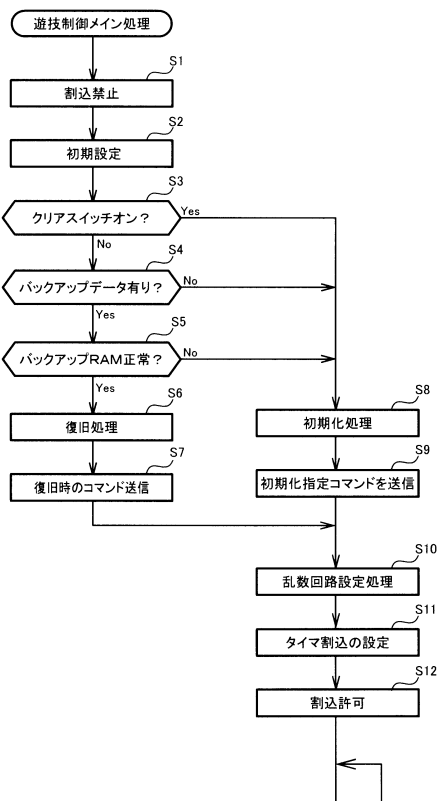 遊技制御メイン処理
S1
割込禁止
S2
初期設定
S3
クリアスイッチオン？
Yes
No
S4
バックアップデータ有り？
No
Yes
S5
バックアップRAM正常？
No
Yes
S6
復旧処理
S7
復旧時のコマンド送信
S8
初期化処理
S9
初期化指定コマンドを送信
S10
乱数回路設定処理
S11
タイマ割込の設定
S12
割込許可